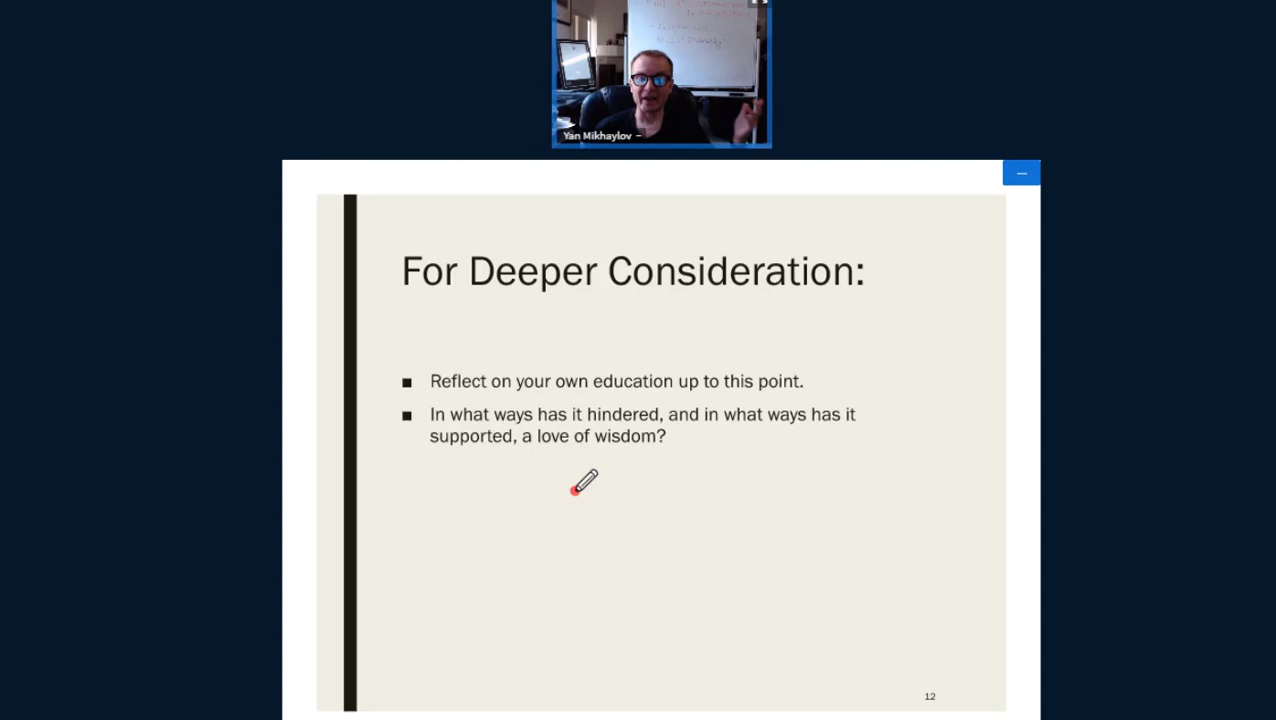 Yan Mikhaylov
For Deeper Consideration:
Reflect on your own education up to this point.
In what ways has it hindered, and in what ways has it
supported, a love of wisdom?
12